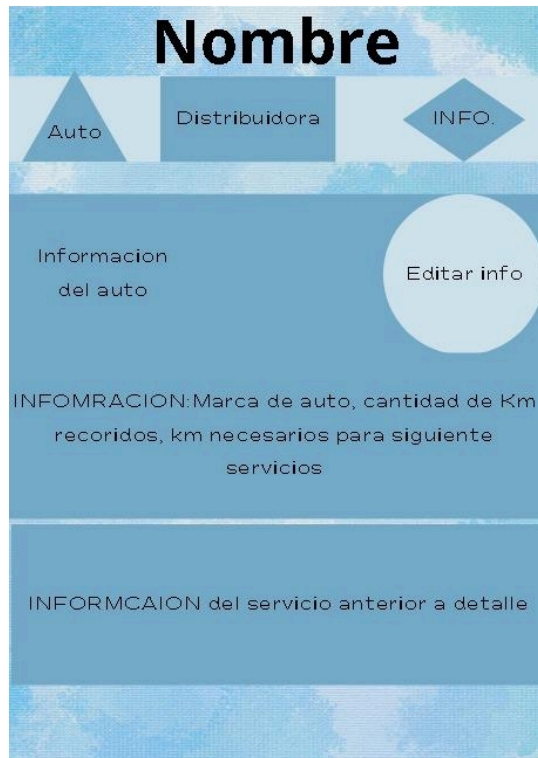 Nombre
Auto
Distribuidora
INFO.
Informacion
del auto
Editar info
INFOMRACION:Marca de auto, cantidad de Km
recoridos, km necesarios para siguiente
servicios
INFORMCAION del servicio anterior a detalle